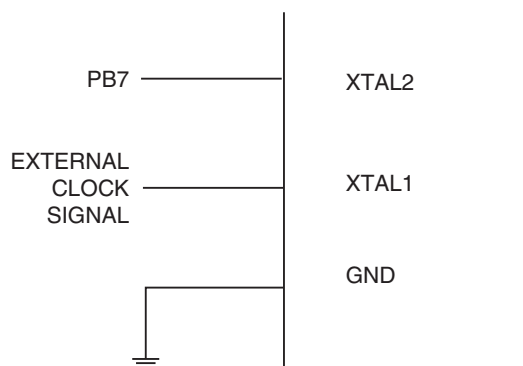 PB7
XTAL2
EXTERNAL
CLOCK
SIGNAL
XTAL1
GND